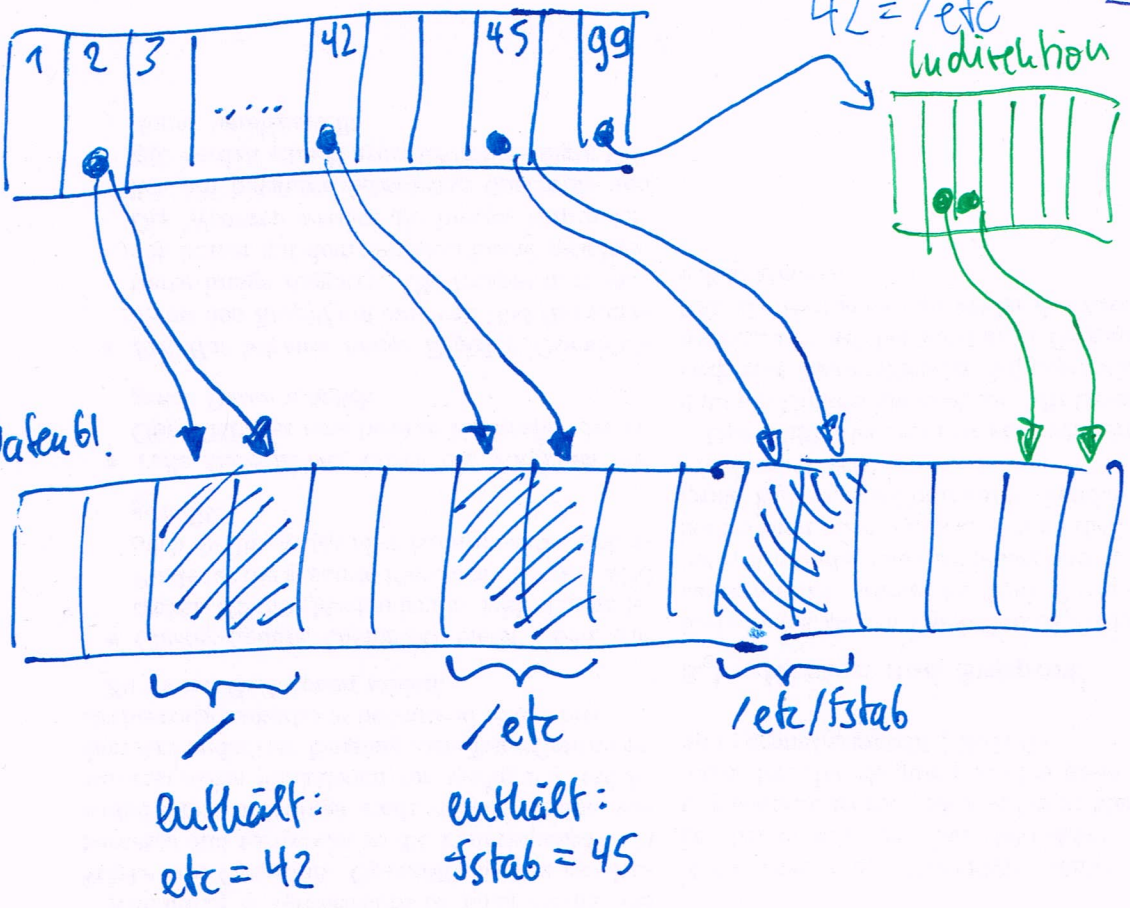 42 = /etc
Indirektion
1 2 3 ...... 42 45 99
Datenbl.
/ /etc /etc/fstab
enthält: enthält:
etc = 42 fstab = 45